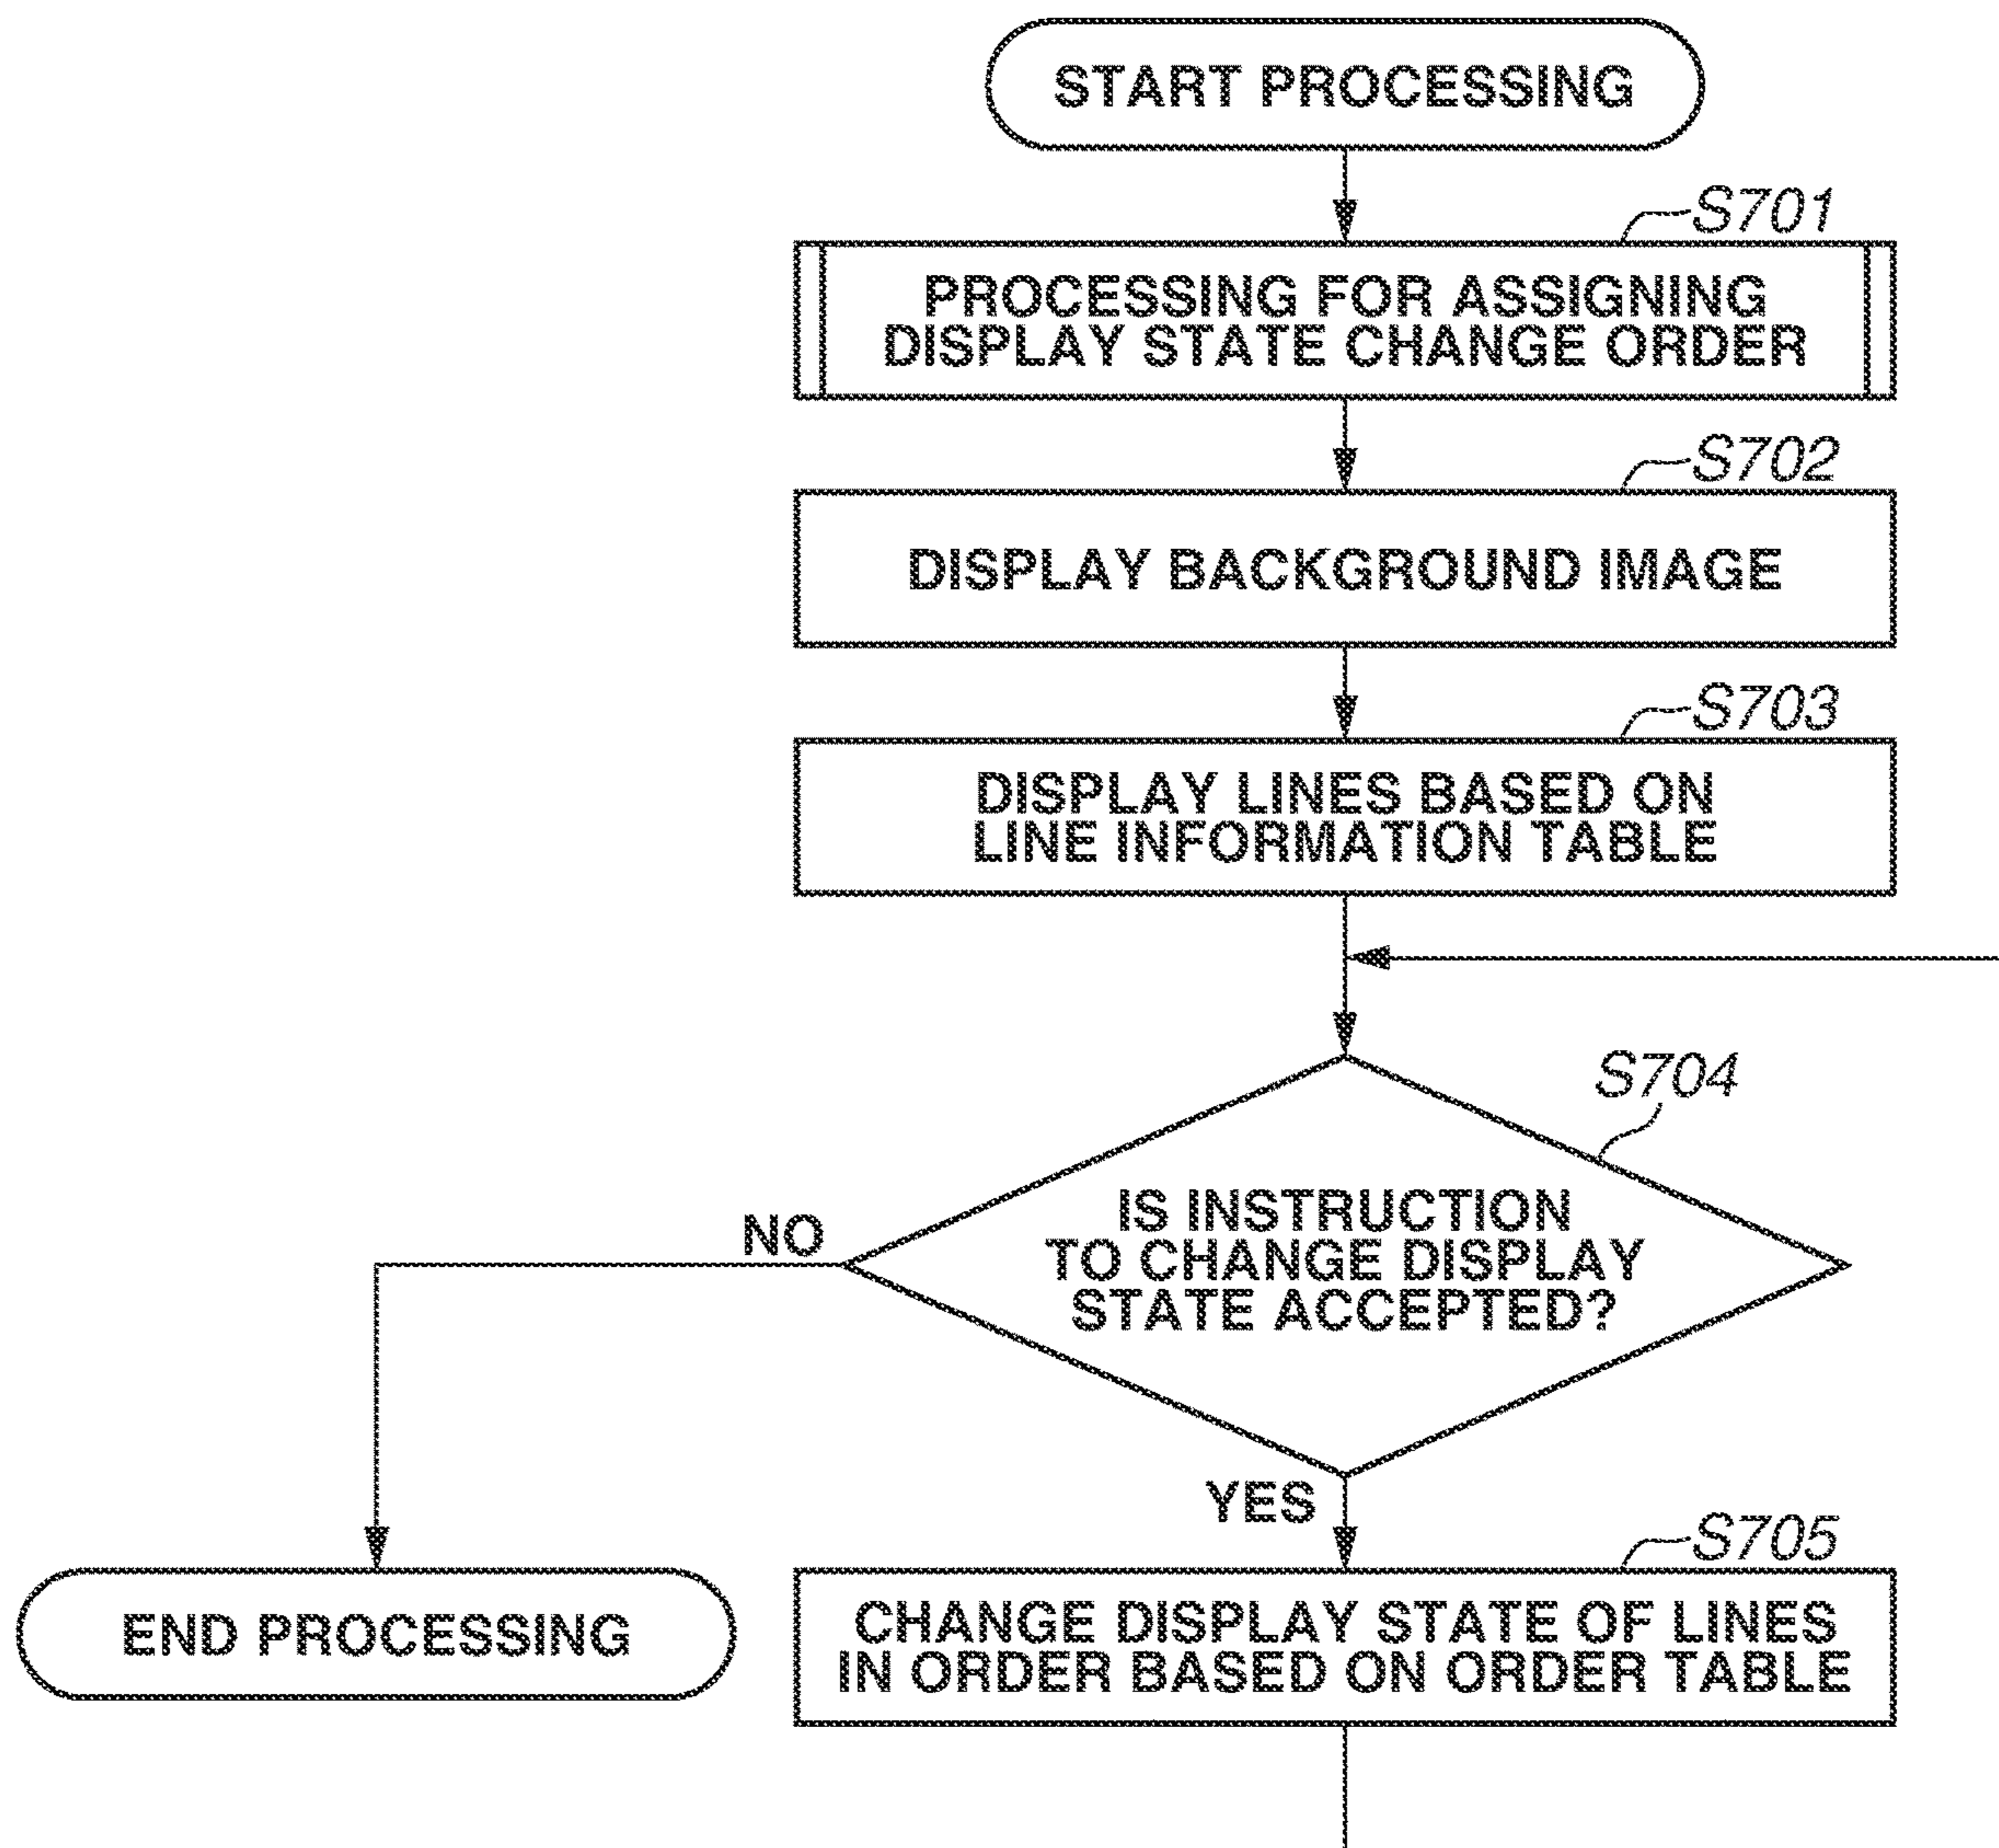 START PROCESSING
S701
PROCESSING FOR ASSIGNING
DISPLAY STATE CHANGE ORDER
S702
DISPLAY BACKGROUND IMAGE
S703
DISPLAY LINES BASED ON
LINE INFORMATION TABLE
S704
IS INSTRUCTION
TO CHANGE DISPLAY
STATE ACCEPTED?
NO
YES
S705
END PROCESSING
CHANGE DISPLAY STATE OF LINES
IN ORDER BASED ON ORDER TABLE